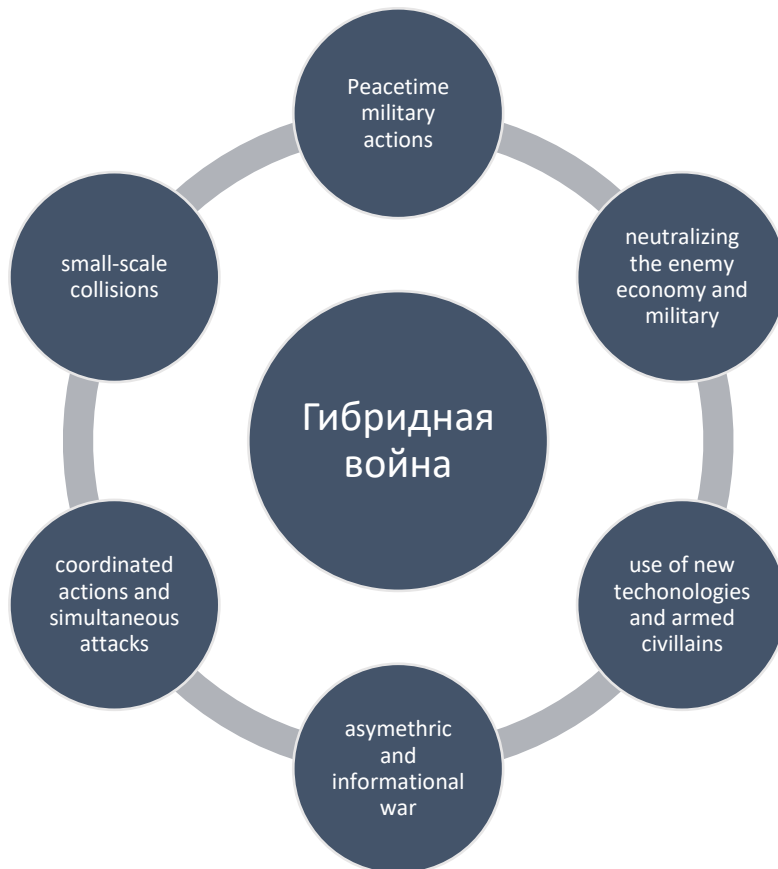 Peacetime
military
actions
neutralizing
the enemy
economy and
military
use of new
techonologies
and armed
civillains
asymethric
and
informational
war
coordinated
actions and
simultaneous
attacks
small-scale
collisions
Гибридная
война